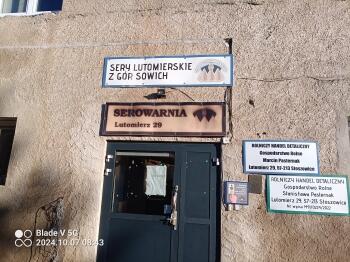 SERY LUTOMIERSKIE
Z GÓR SOWICH
SEROWARNIA
Lutomierz 29
ROLNICZY HANDEL DETALICZNY
Gospodarstwo Rolne
Marcin Pasternak
Lutomierz 29, 57-213 Stoszowice
ROLNICZY HANDEL DETALICZNY
Gospodarstwo Rolne
Stanisława Pasternak
Lutomierz 29, 57-213 Stoszowice
Blade V 5G
2024.10.07 08:43